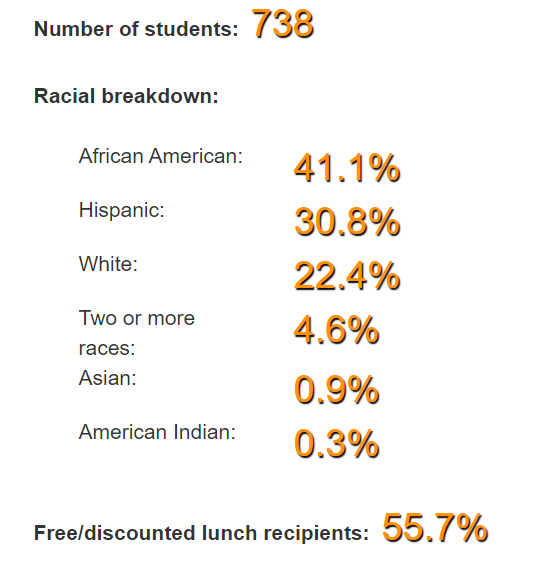 Number of students: 738
Racial breakdown:
African American: 41.1%
Hispanic: 30.8%
White: 22.4%
Two or more
races: 4.6%
Asian: 0.9%
American Indian: 0.3%
Free/discounted lunch recipients: 55.7%